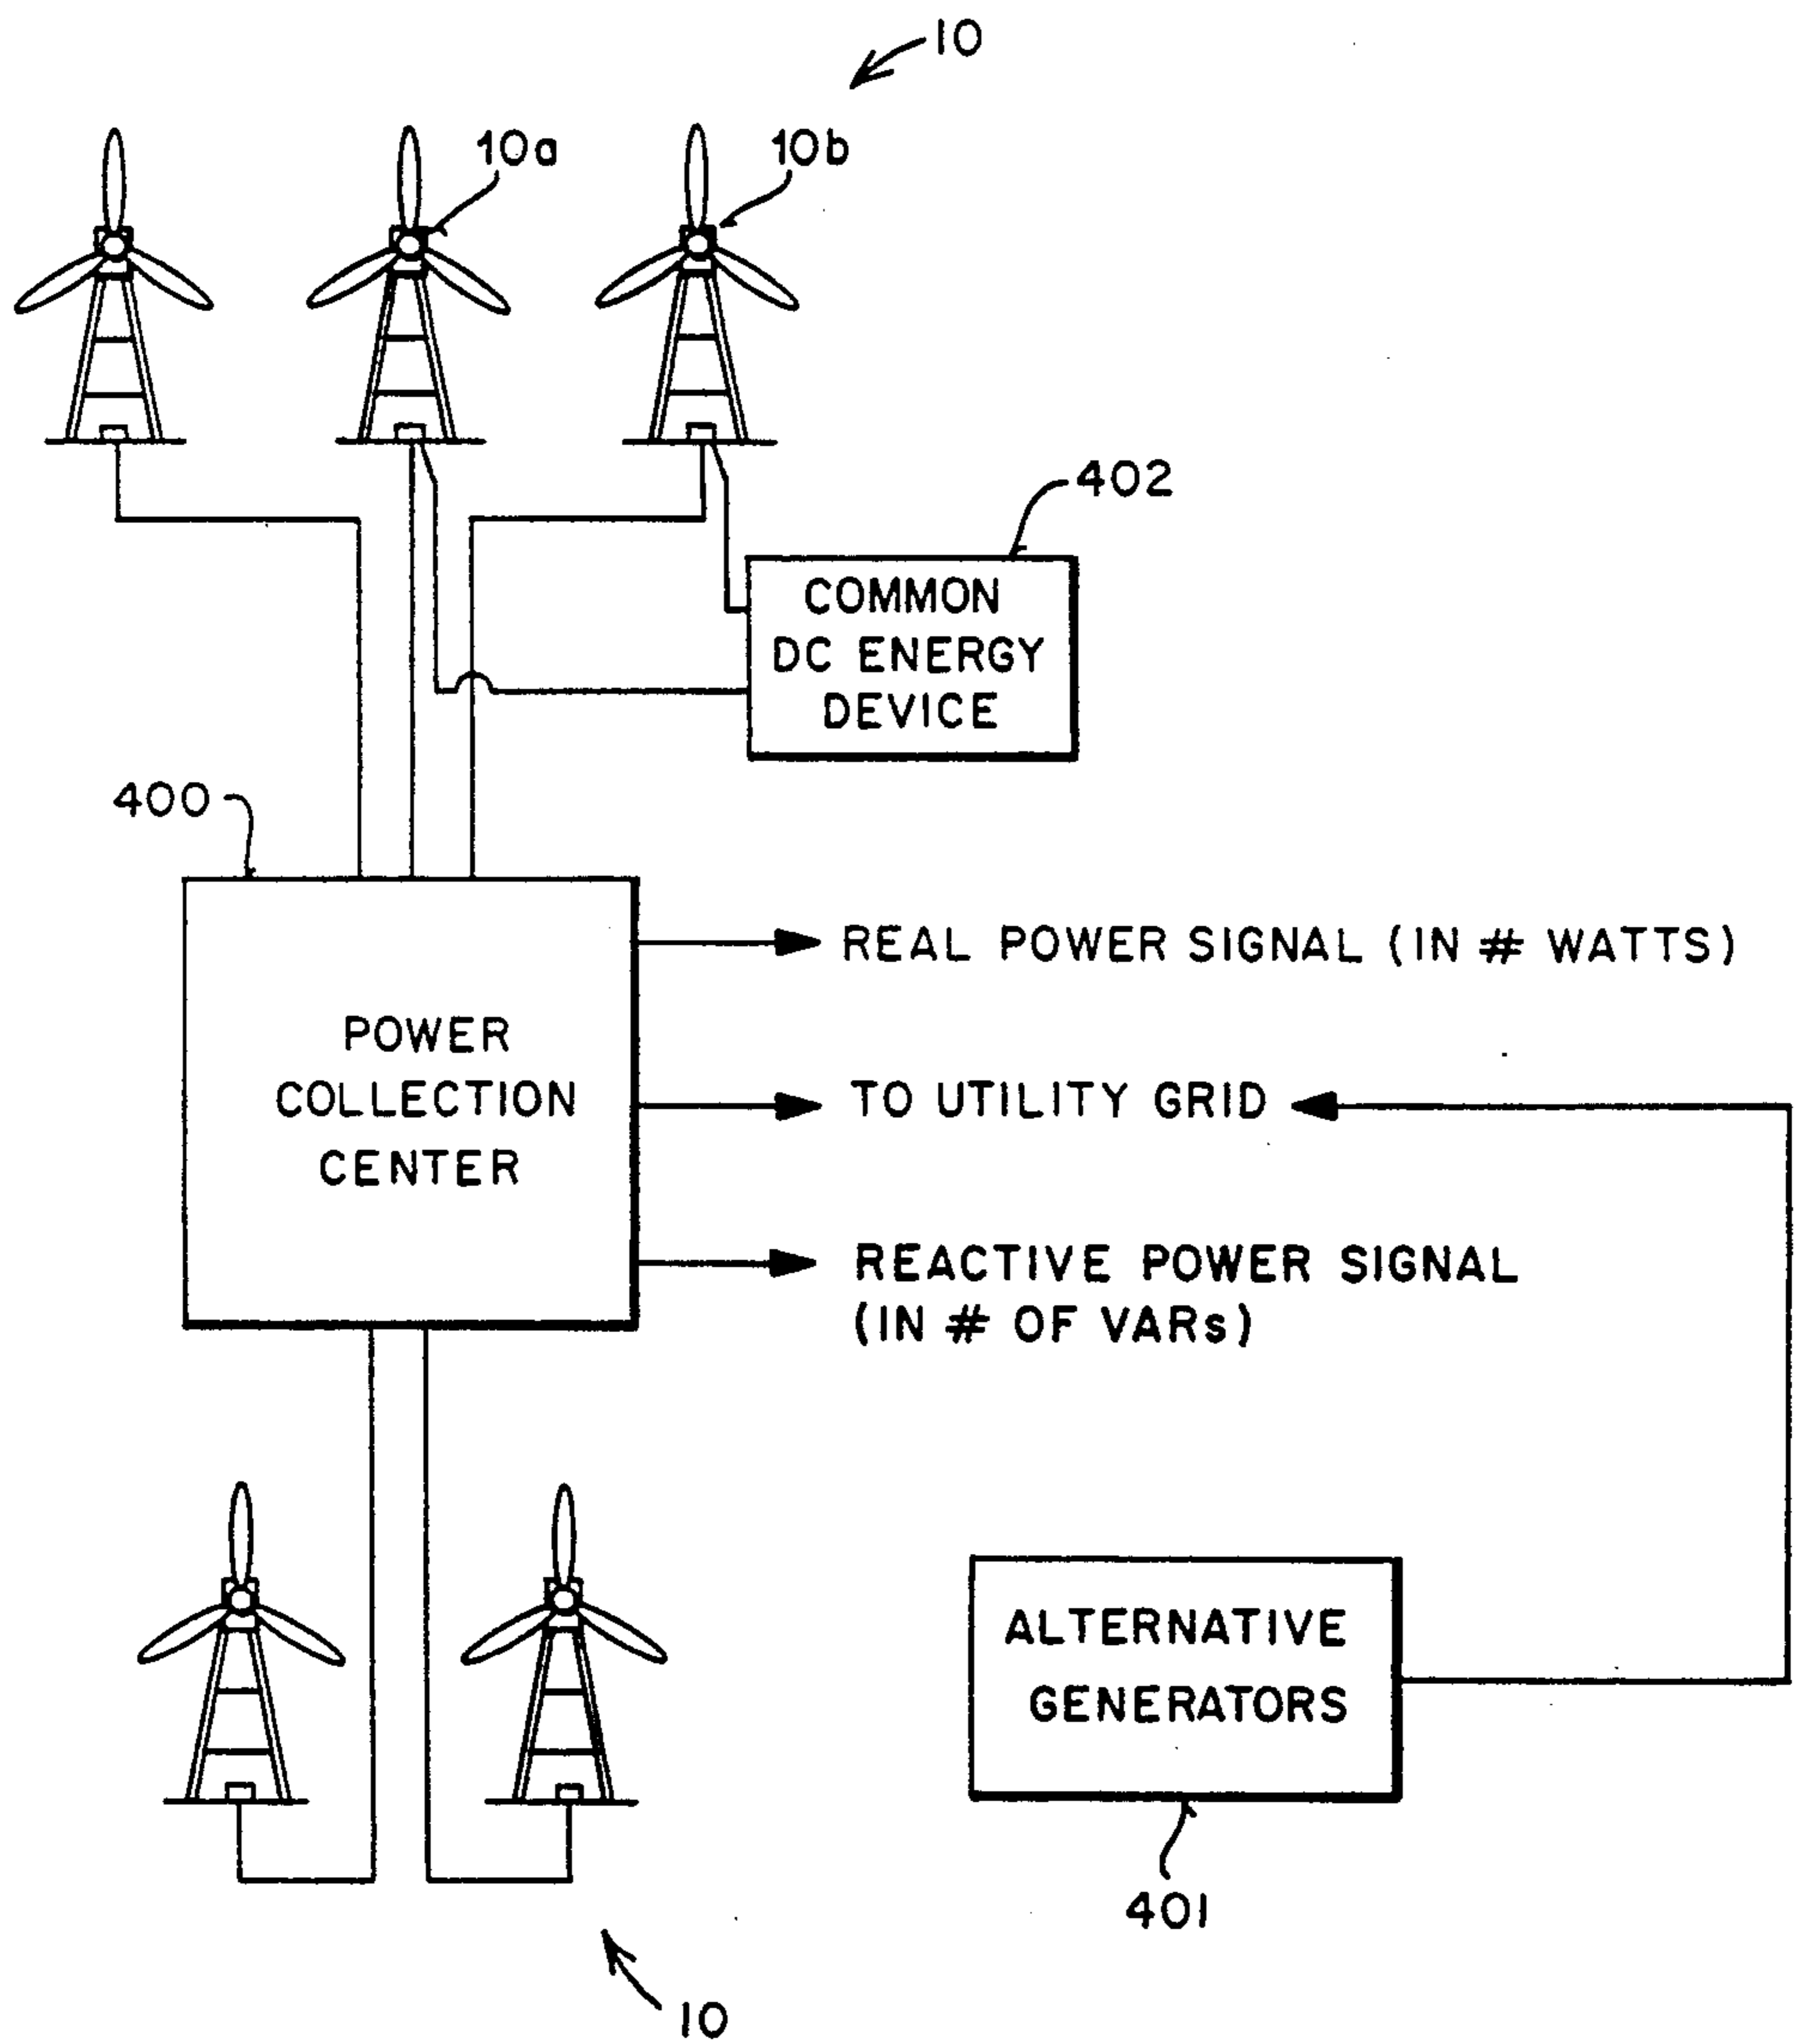 10
10a
10b
402
COMMON
DC ENERGY
DEVICE
400
REAL POWER SIGNAL (IN # WATTS)
POWER
COLLECTION
CENTER
TO UTILITY GRID
REACTIVE POWER SIGNAL
(IN # OF VARs)
ALTERNATIVE
GENERATORS
401
10